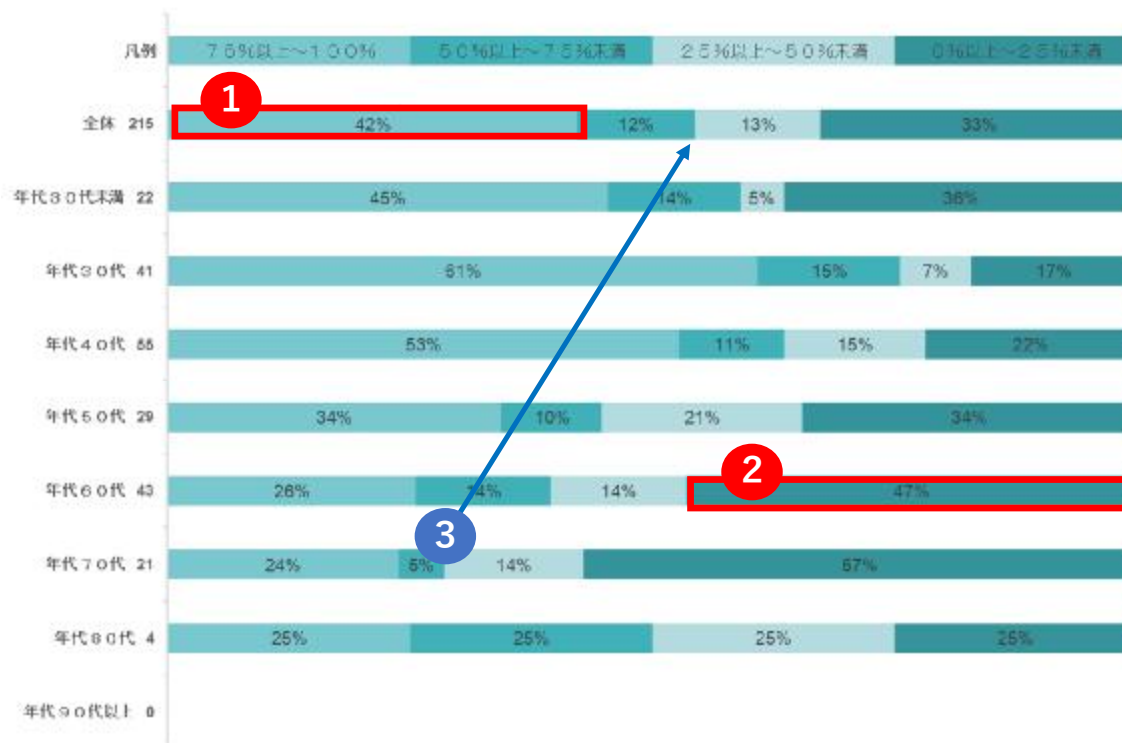 凡例 75%以上～100% 50%以上～75%未満 25%以上～50%未満 0%以上～25%未満
1
全体 215 42% 12% 13% 33%
年代30代未満 22 45% 14% 5% 36%
年代30代 41 61% 15% 7% 17%
年代40代 55 53% 11% 15% 22%
年代50代 29 34% 10% 21% 34%
2
年代60代 43 26% 14% 14% 47%
3
年代70代 21 24% 5% 14% 57%
年代80代 4 25% 25% 25% 25%
年代90代以上 0